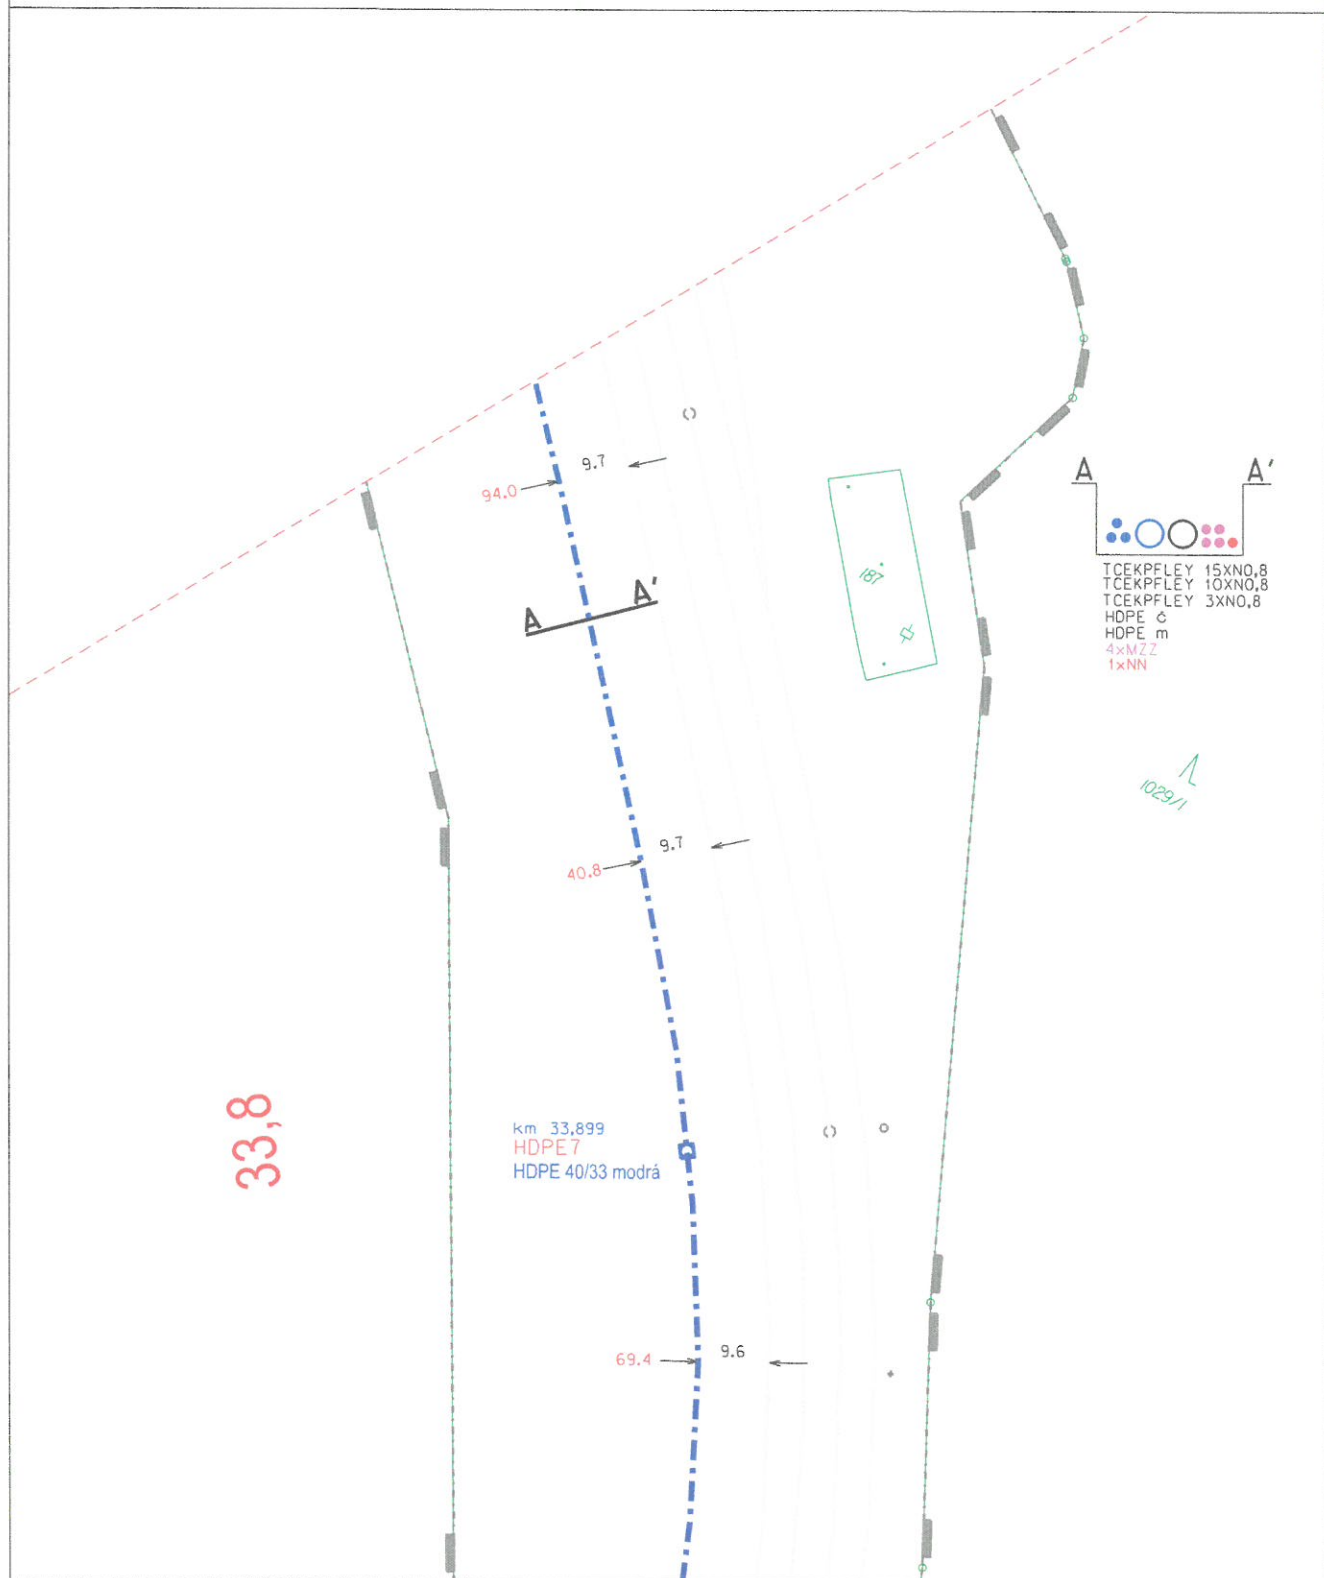 9.7
94.0
A A'
A A'
TCEKPFLEY 15XN0,8
TCEKPFLEY 10XN0,8
TCEKPFLEY 3XN0,8
HDPE č
HDPE m
4xMZZ
1xNN
187
1029/1
9.7
40.8
33,8
km 33,899
HDPE7
HDPE 40/33 modrá
69.4
9.6